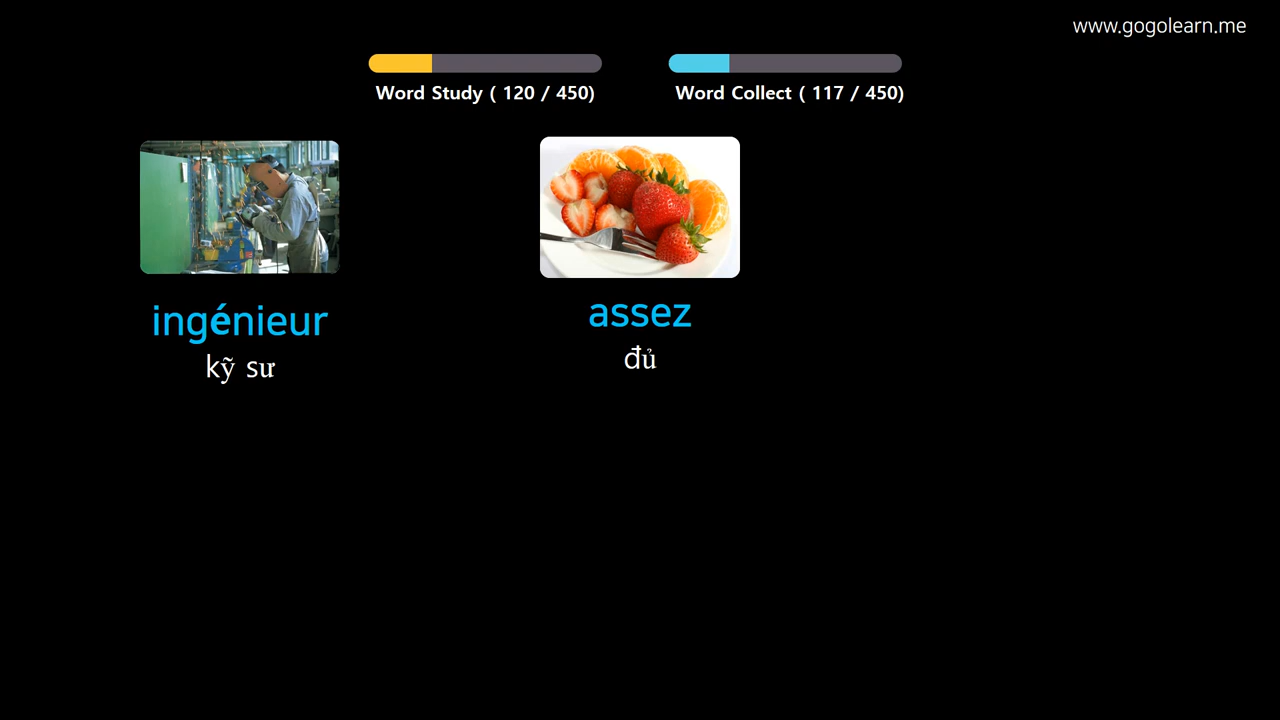 www.gogolearn.me
Word Study ( 120 / 450)
Word Collect ( 117 / 450)
ingénieur
kỹ sư
assez
đủ